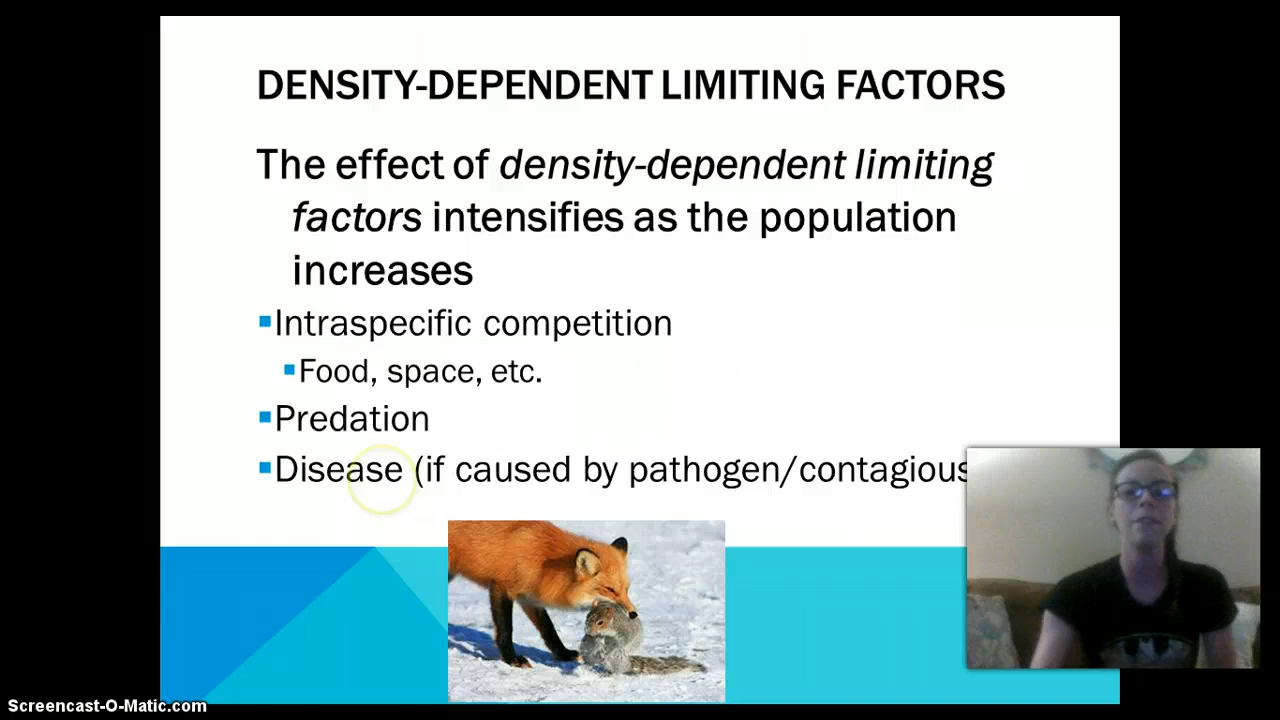 DENSITY-DEPENDENT LIMITING FACTORS
The effect of density-dependent limiting
factors intensifies as the population
increases
Intraspecific competition
Food, space, etc.
Predation
Disease (if caused by pathogen/contagious
Screencast-O-Matic.com